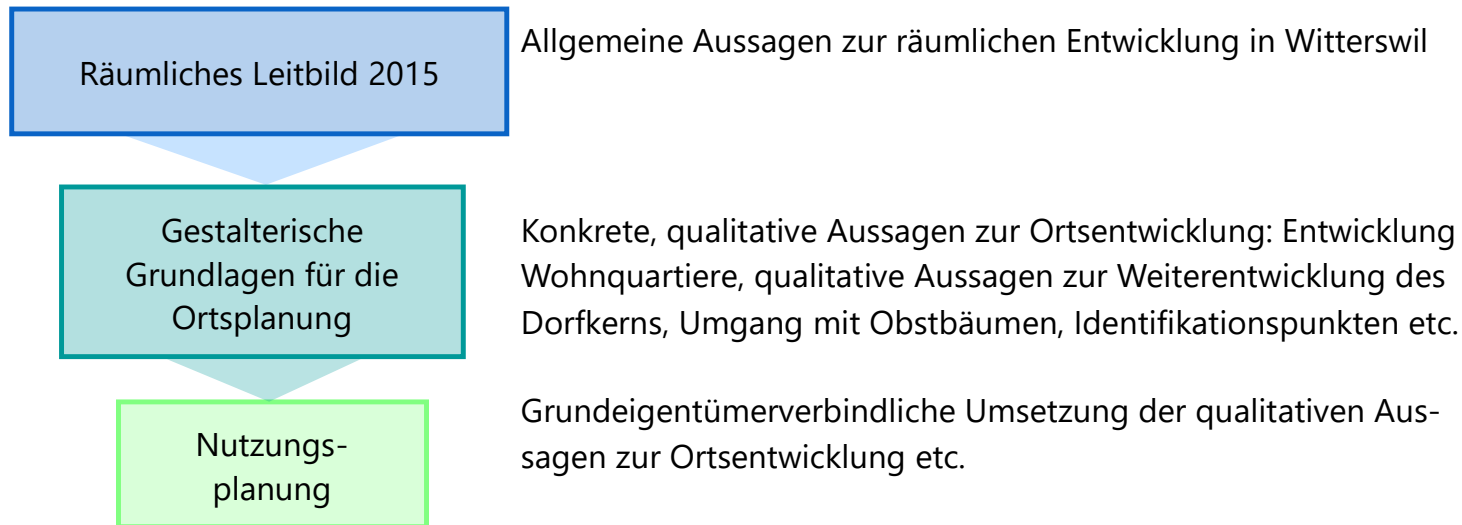 Räumliches Leitbild 2015
Allgemeine Aussagen zur räumlichen Entwicklung in Witterswil
Gestalterische
Grundlagen für die
Ortsplanung
Konkrete, qualitative Aussagen zur Ortsentwicklung: Entwicklung
Wohnquartiere, qualitative Aussagen zur Weiterentwicklung des
Dorfkerns, Umgang mit Obstbäumen, Identifikationspunkten etc.
Nutzungs-
planung
Grundeigentümerverbindliche Umsetzung der qualitativen Aus-
sagen zur Ortsentwicklung etc.